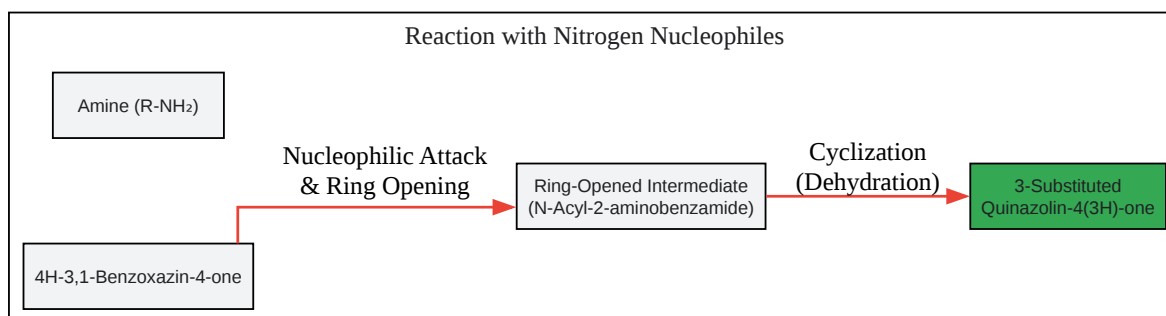 Reaction with Nitrogen Nucleophiles
Amine (R-NH₂)
Nucleophilic Attack
& Ring Opening
Cyclization
(Dehydration)
Ring-Opened Intermediate
(N-Acyl-2-aminobenzamide)
3-Substituted
Quinazolin-4(3H)-one
4H-3,1-Benzoxazin-4-one